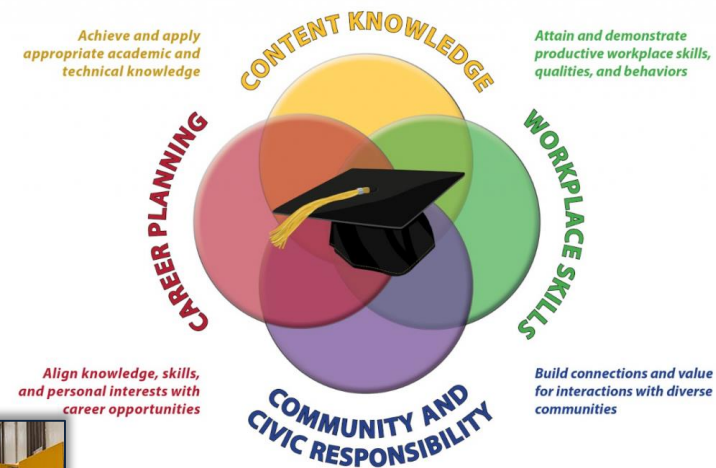 Achieve and apply
appropriate academic and
technical knowledge
CONTENT KNOWLEDGE
Attain and demonstrate
productive workplace skills,
qualities, and behaviors
CAREER PLANNING
WORKPLACE SKILLS
Align knowledge, skills,
and personal interests with
career opportunities
COMMUNITY AND
CIVIC RESPONSIBILITY
Build connections and value
for interactions with diverse
communities